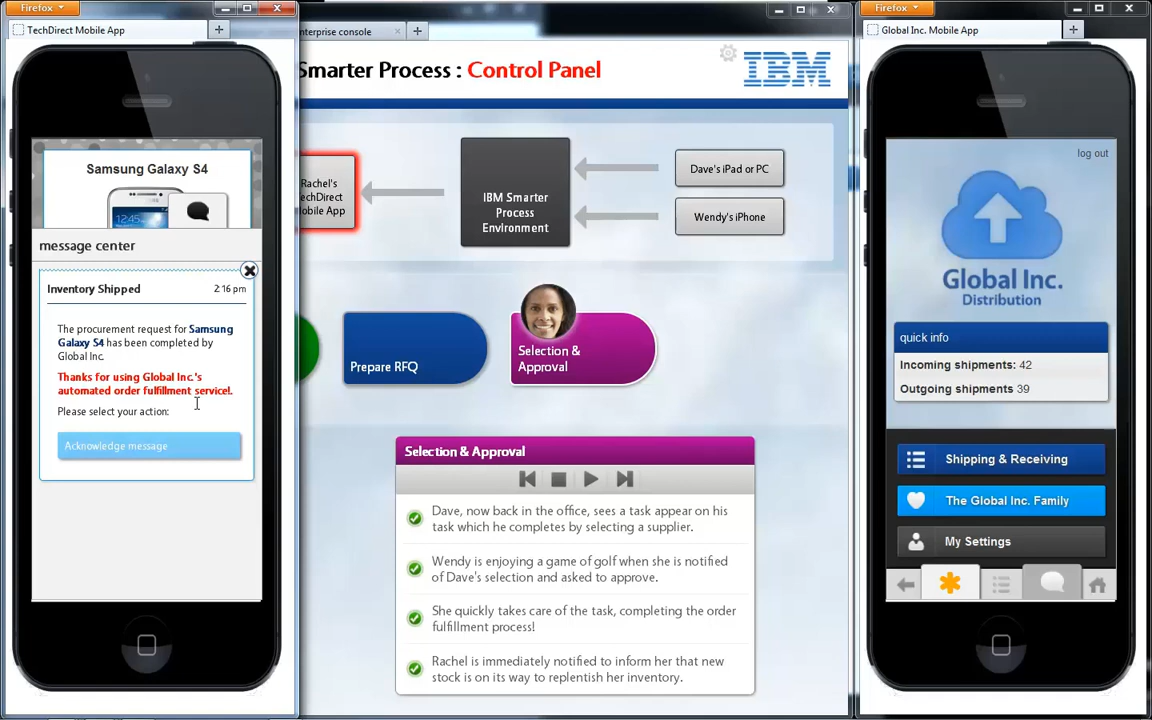 Firefox
TechDirect Mobile App
Samsung Galaxy S4
12:45
message center
Inventory Shipped 2:16 pm
The procurement request for Samsung
Galaxy S4 has been completed by
Global Inc.
Thanks for using Global Inc.'s
automated order fulfillment service!.
Please select your action:
Acknowledge message
nterprise console
Smarter Process : Control Panel
IBM
Rachel's
echDirect
obile App
IBM Smarter
Process
Environment
Dave's iPad or PC
Wendy's iPhone
Prepare RFQ
Selection &
Approval
Selection & Approval
Dave, now back in the office, sees a task appear on his
task which he completes by selecting a supplier.
Wendy is enjoying a game of golf when she is notified
of Dave's selection and asked to approve.
She quickly takes care of the task, completing the order
fulfillment process!
Rachel is immediately notified to inform her that new
stock is on its way to replentish her inventory.
Firefox
Global Inc. Mobile App
log out
Global Inc.
Distribution
quick info
Incoming shipments: 42
Outgoing shipments 39
Shipping & Receiving
The Global Inc. Family
My Settings